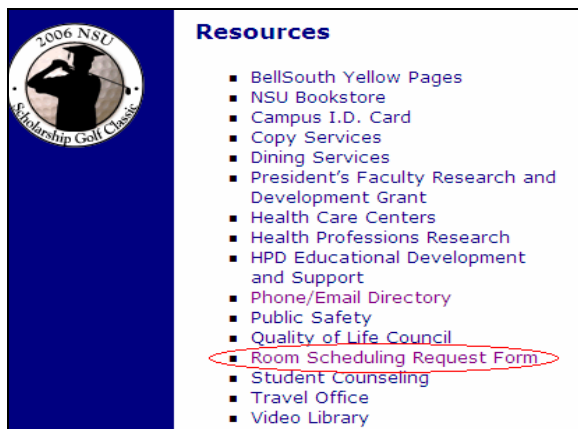 2006 NSU
Scholarship Golf Classic
Resources
BellSouth Yellow Pages
NSU Bookstore
Campus I.D. Card
Copy Services
Dining Services
President's Faculty Research and
Development Grant
Health Care Centers
Health Professions Research
HPD Educational Development
and Support
Phone/Email Directory
Public Safety
Quality of Life Council
Room Scheduling Request Form
Student Counseling
Travel Office
Video Library